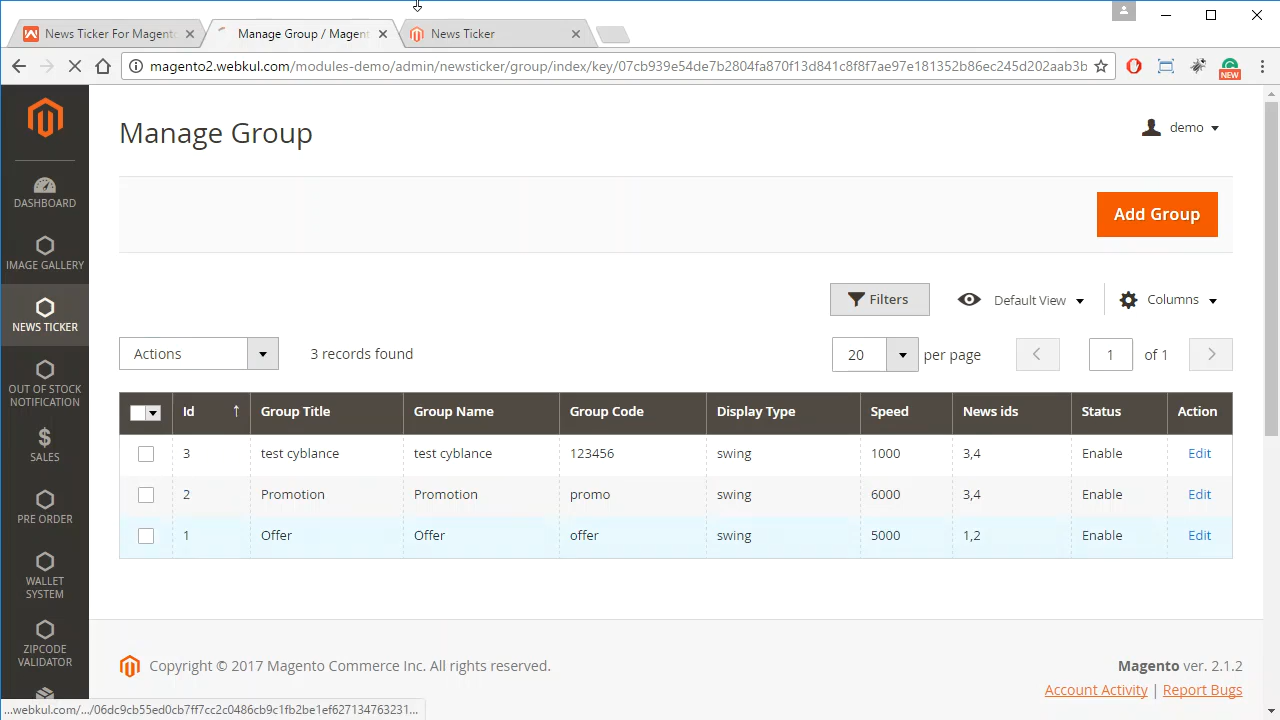 News Ticker For Magento
Manage Group / Magen
News Ticker
magento2.webkul.com/modules-demo/admin/newsticker/group/index/key/07cb939e54de7b2804fa870f13d841c8f8f7ae97e181352b86ec245d202aab3b
NEW
Manage Group
demo
DASHBOARD
IMAGE GALLERY
NEWS TICKER
OUT OF STOCK
NOTIFICATION
SALES
PRE ORDER
WALLET
SYSTEM
ZIPCODE
VALIDATOR
Add Group
Filters
Default View
Columns
Actions
3 records found
20
per page
1
of 1
Id ↑ Group Title Group Name Group Code Display Type Speed News ids Status Action
3 test cyblance test cyblance 123456 swing 1000 3,4 Enable Edit
2 Promotion Promotion promo swing 6000 3,4 Enable Edit
1 Offer Offer offer swing 5000 1,2 Enable Edit
Copyright © 2017 Magento Commerce Inc. All rights reserved.
Magento ver. 2.1.2
Account Activity | Report Bugs
...webkul.com/.../06dc9cb55ed0cb7ff7cc2c0486cb9c1fb2be1ef627134763231...